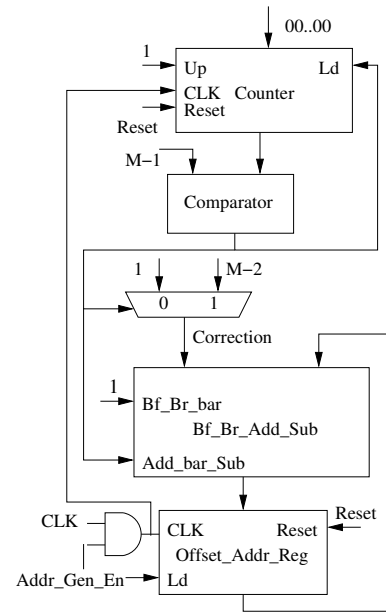 00..00
1
Up
Ld
CLK
Counter
Reset
Reset
M-1
Comparator
1
M-2
0
1
Correction
1
Bf_Br_bar
Bf_Br_Add_Sub
Add_bar_Sub
CLK
CLK
Reset
Reset
Offset_Addr_Reg
Addr_Gen_En
Ld